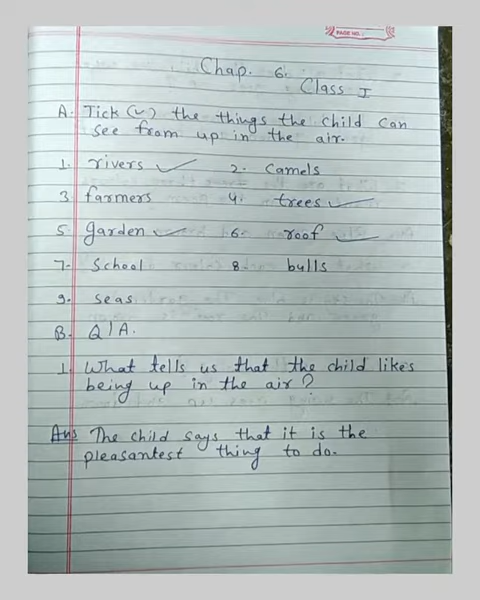 PAGE NO.:
Chap. 6.
Class I
A. Tick (✓) the things the child can
see from up in the air.
1. rivers ✓ 2. Camels
3. farmers 4. trees ✓
5. garden ✓ 6. roof ✓
7. School 8. bulls
9. seas
B. Q/A.
1. What tells us that the child likes
being up in the air?
Ans The child says that it is the
pleasantest thing to do.